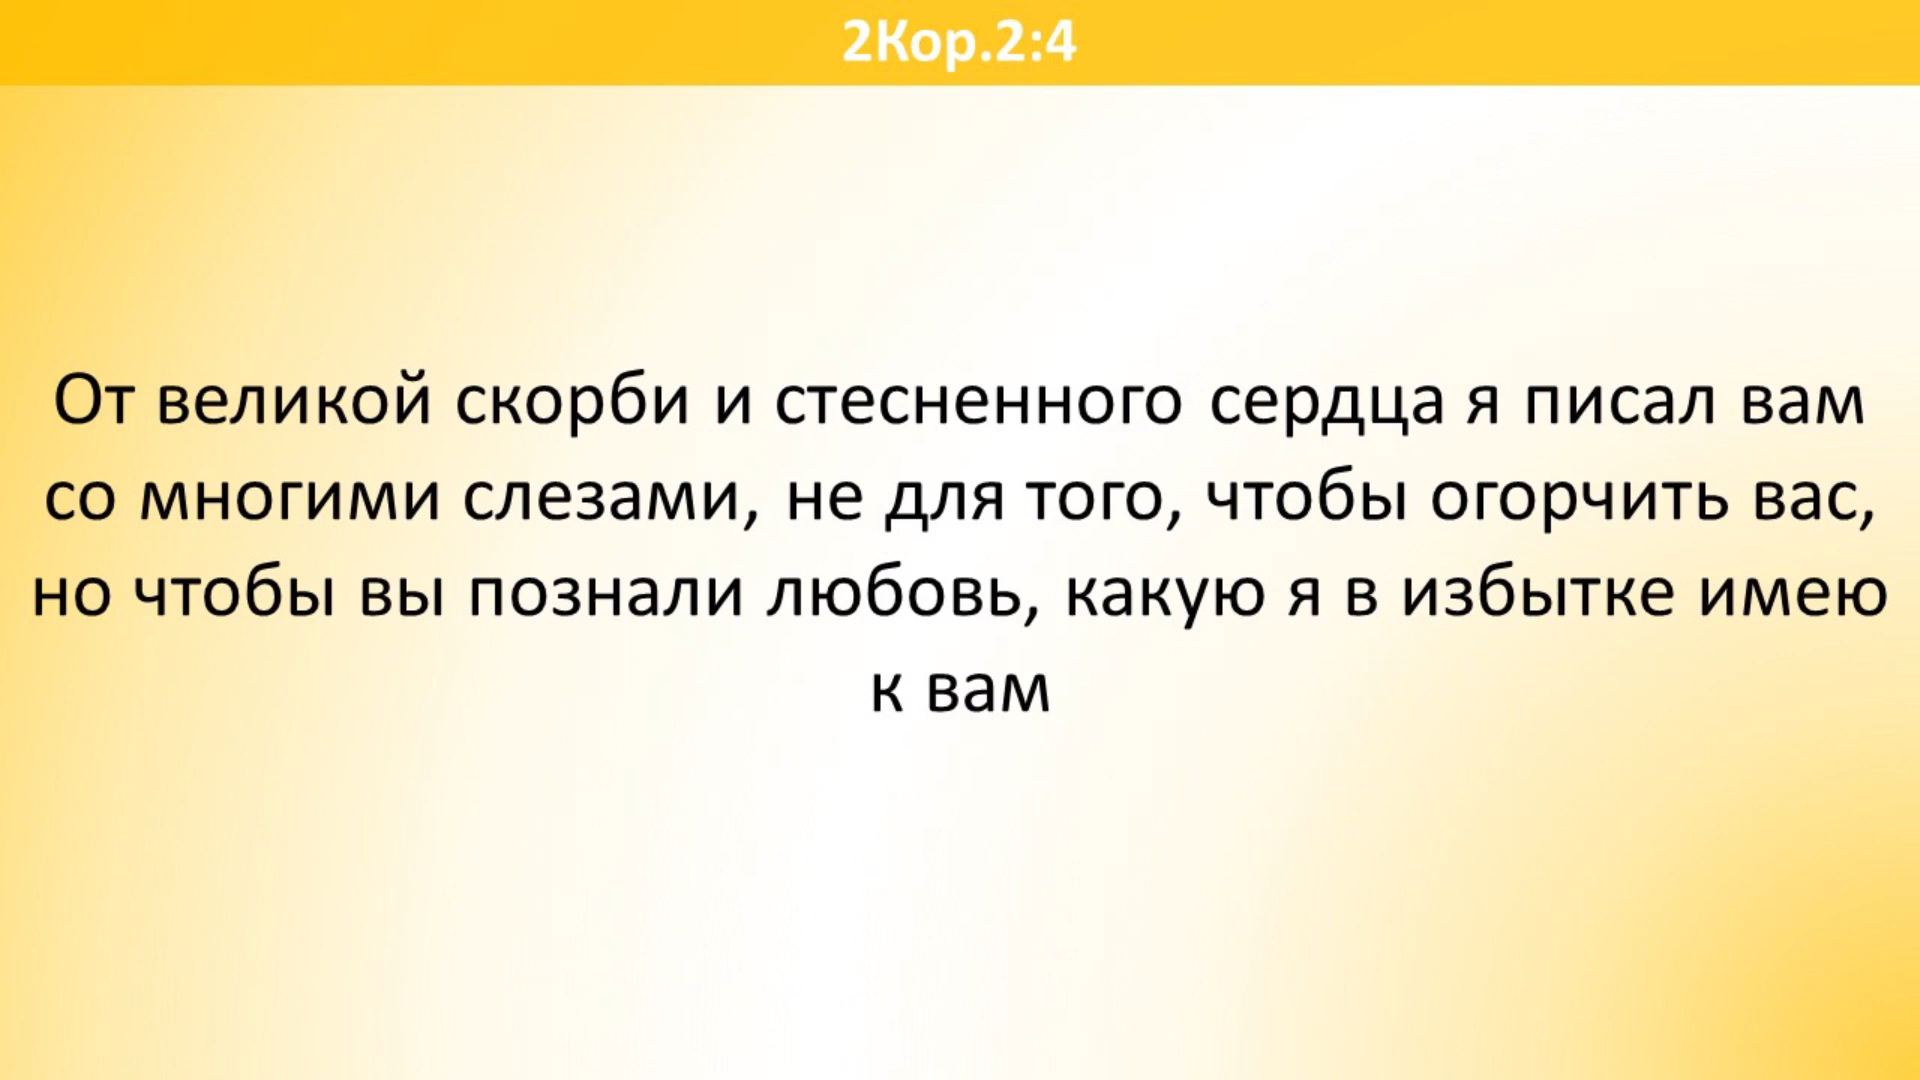 2Кор.2:4
От великой скорби и стесненного сердца я писал вам
со многими слезами, не для того, чтобы огорчить вас,
но чтобы вы познали любовь, какую я в избытке имею
к вам